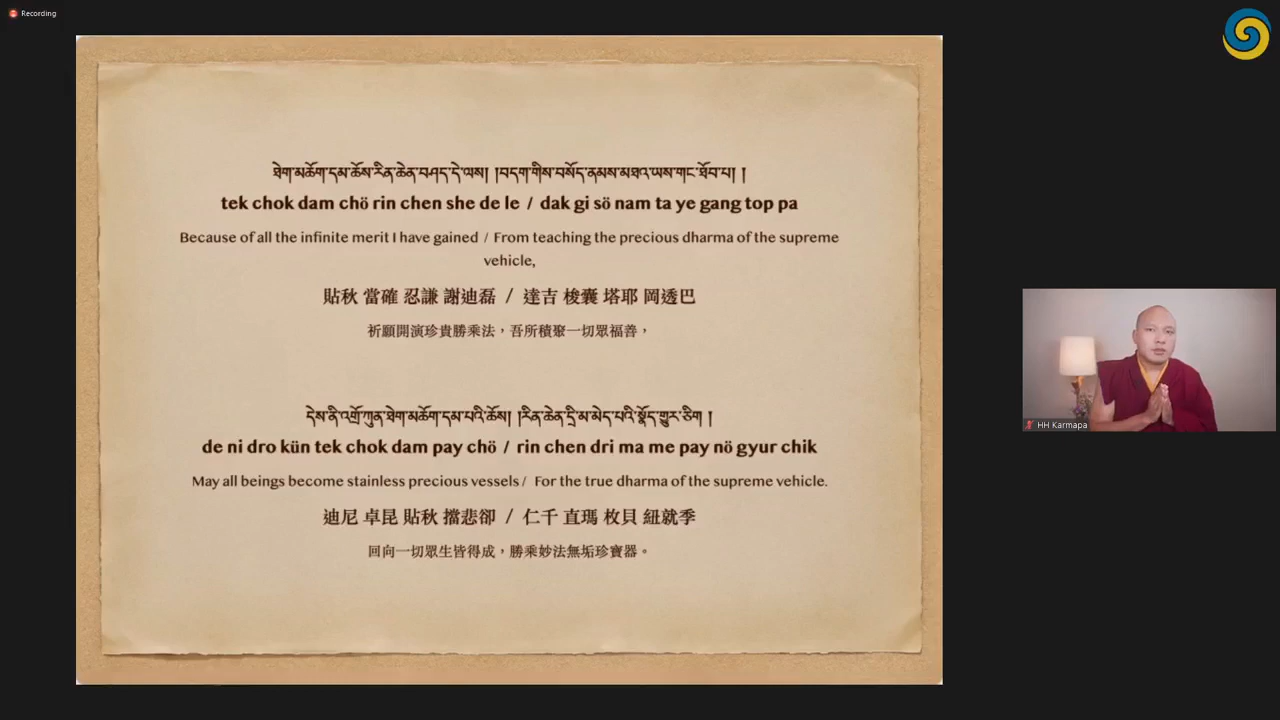 Recording
ཐེག་མཆོག་དམ་ཆོས་རིན་ཆེན་བཤད་དེ་ལས། །བདག་གིས་བསོད་ནམས་མཐའ་ཡས་གང་ཐོབ་པ། །
tek chok dam chö rin chen she de le / dak gi sö nam ta ye gang top pa
Because of all the infinite merit I have gained / From teaching the precious dharma of the supreme
vehicle,
貼秋 當確 忍謙 謝迪磊 / 達吉 梭囊 塔耶 岡透巴
祈願開演珍貴勝乘法，吾所積聚一切眾福善，
དེས་ནི་འགྲོ་ཀུན་ཐེག་མཆོག་དམ་པའི་ཆོས། །རིན་ཆེན་དྲི་མ་མེད་པའི་སྣོད་གྱུར་ཅིག །
de ni dro kün tek chok dam pay chö / rin chen dri ma me pay nö gyur chik
May all beings become stainless precious vessels / For the true dharma of the supreme vehicle.
迪尼 卓昆 貼秋 擋悲卻 / 仁千 直瑪 枚貝 紐就季
回向一切眾生皆得成，勝乘妙法無垢珍寶器。
HH Karmapa